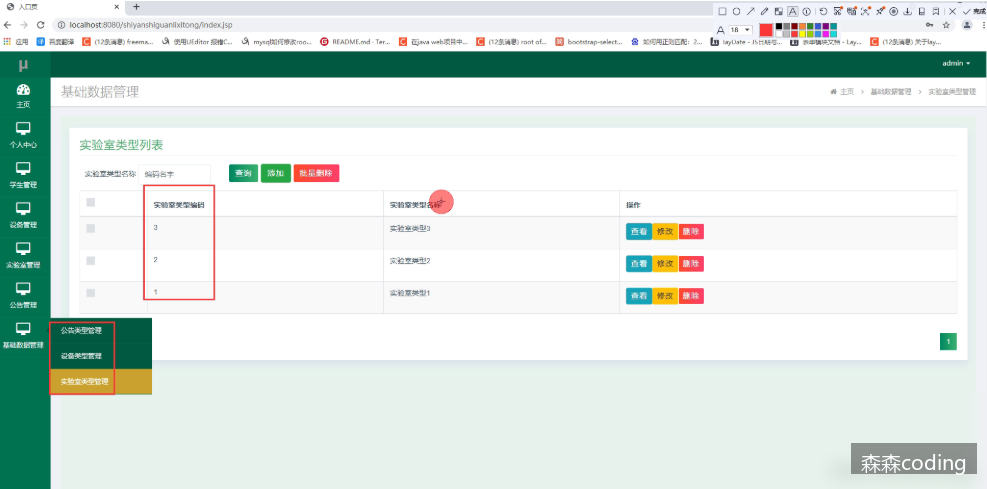 入口页
localhost:8080/shiyanshiguanlixitong/index.jsp
18
完成
应用 百度翻译 (12条消息) freema... 使用UEditor 报错C... mysql如何修改roo... README.md · Ter... 在java web项目中... (12条消息) root of... bootstrap-select... 如何用正则匹配：2... layDate - JS日期与... 表单模块文档 - Lay... (12条消息) 关于lay...
μ
admin
主页
个人中心
学生管理
设备管理
实验室管理
公告管理
基础数据管理
基础数据管理
主页 > 基础数据管理 > 实验室类型管理
实验室类型列表
实验室类型名称 编码名字 查询 添加 批量删除
实验室类型编码 实验室类型名称 操作
3 实验室类型3 查看 修改 删除
2 实验室类型2 查看 修改 删除
1 实验室类型1 查看 修改 删除
1
公告类型管理
设备类型管理
实验室类型管理
森森coding